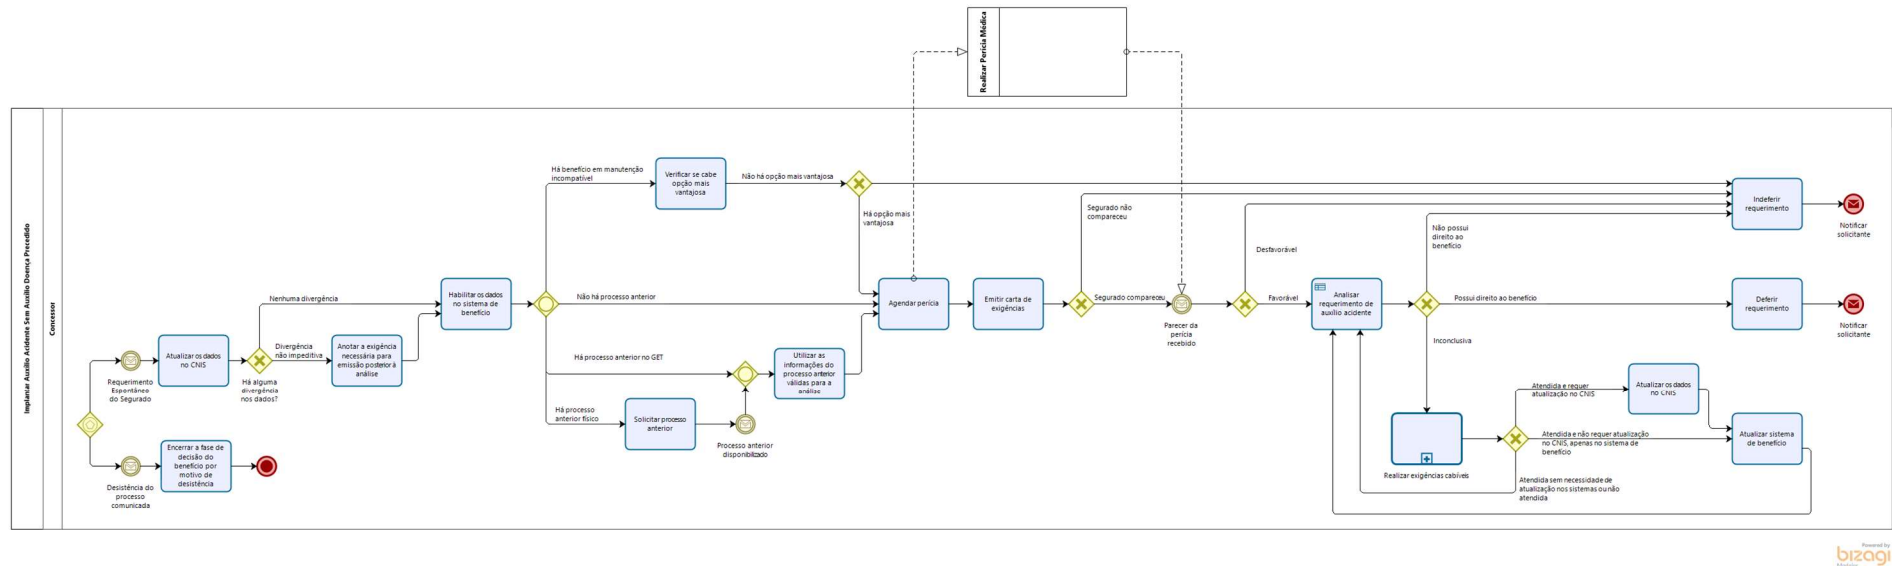 Realizar Perícia Médica
Implantar Auxílio Acidente Sem Auxílio Doença Precedido
Concessor
Requerimento
Espontâneo
do Segurado
Atualizar os dados
no CNIS
Há alguma
divergência
nos dados?
Nenhuma divergência
Divergência
não impeditiva
Anotar a exigência
necessária para
emissão posterior à
análise
Desistência do
processo
comunicada
Encerrar a fase de
decisão do
benefício por
motivo de
desistência
Habilitar os dados
no sistema de
benefício
Há benefício em manutenção
incompatível
Verificar se cabe
opção mais
vantajosa
Não há opção mais vantajosa
Há opção mais
vantajosa
Não há processo anterior
Há processo anterior no GET
Há processo
anterior físico
Solicitar processo
anterior
Processo anterior
disponibilizado
Utilizar as
informações do
processo anterior
válidas para a
análise
Agendar perícia
Emitir carta de
exigências
Segurado não
compareceu
Segurado compareceu
Parecer da
perícia
recebido
Desfavorável
Favorável
Analisar
requerimento de
auxílio acidente
Não possui
direito ao
benefício
Possui direito ao benefício
Inconclusiva
Realizar exigências cabíveis
Atendida e requer
atualização no CNIS
Atendida e não requer atualização
no CNIS, apenas no sistema de
benefício
Atendida sem necessidade de
atualização nos sistemas ou não
atendida
Atualizar os dados
no CNIS
Atualizar sistema
de benefício
Indeferir
requerimento
Notificar
solicitante
Deferir
requerimento
Notificar
solicitante
Powered by
bizagi